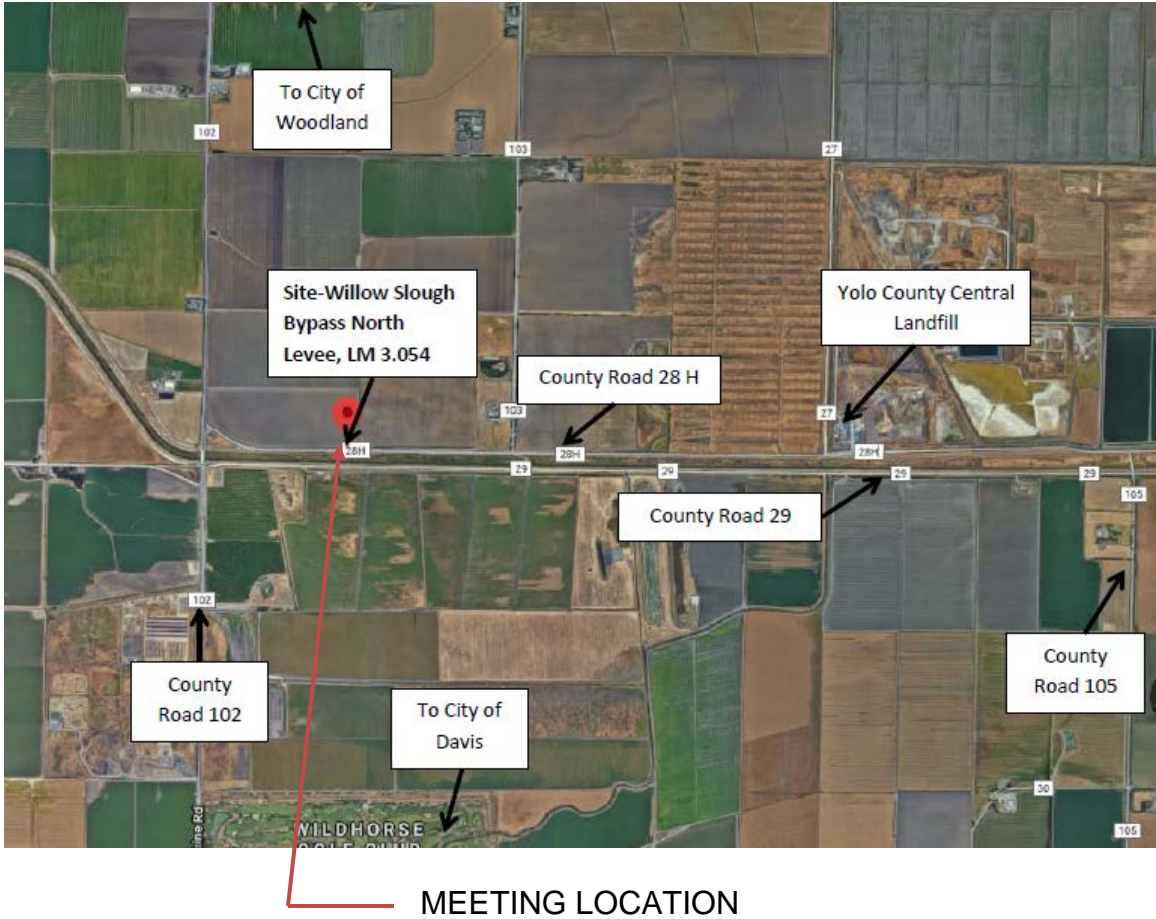 To City of
Woodland
102
103
27
Site-Willow Slough
Bypass North
Levee, LM 3.054
Yolo County Central
Landfill
County Road 28 H
103
27
28H
28H
28H
29
29
29
29
105
County Road 29
102
County
Road 102
To City of
Davis
County
Road 105
30
WILDHORSE
105
MEETING LOCATION